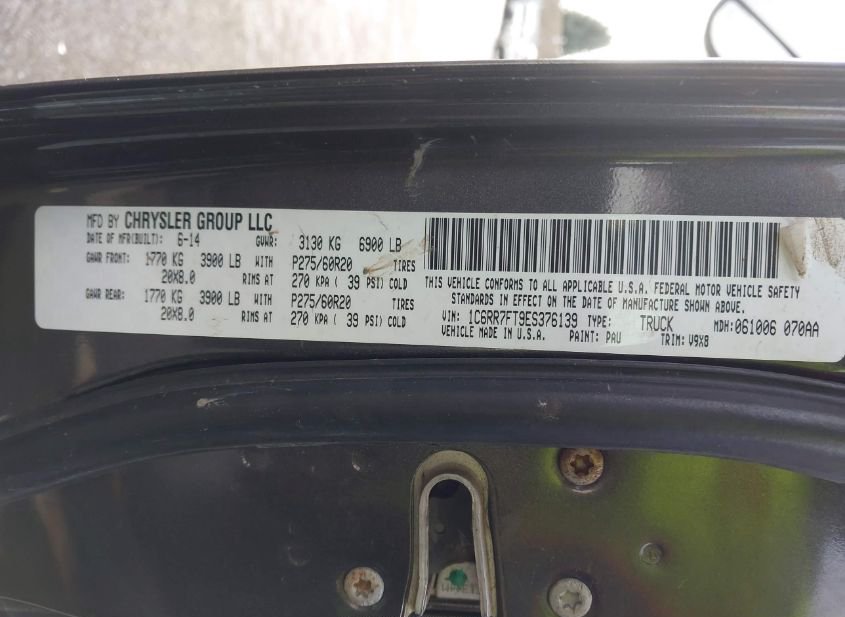 MFD BY CHRYSLER GROUP LLC
DATE OF MFR(BUILT): 6-14 GVWR: 3130 KG 6900 LB
GAWR FRONT: 1770 KG 3900 LB WITH P275/60R20 TIRES
20X8.0 RIMS AT 270 KPA ( 39 PSI) COLD
GAWR REAR: 1770 KG 3900 LB WITH P275/60R20 TIRES
20X8.0 RIMS AT 270 KPA ( 39 PSI) COLD
THIS VEHICLE CONFORMS TO ALL APPLICABLE U.S.A. FEDERAL MOTOR VEHICLE SAFETY
STANDARDS IN EFFECT ON THE DATE OF MANUFACTURE SHOWN ABOVE.
VIN: 1C6RR7FT9ES376139 TYPE: TRUCK MDH:061006 070AA
VEHICLE MADE IN U.S.A. PAINT: PAU TRIM: V9X8